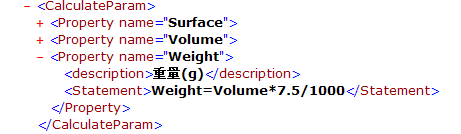 - <CalculateParam>
+ <Property name="Surface">
+ <Property name="Volume">
- <Property name="Weight">
<description>重量(g)</description>
<Statement>Weight=Volume*7.5/1000</Statement>
</Property>
</CalculateParam>